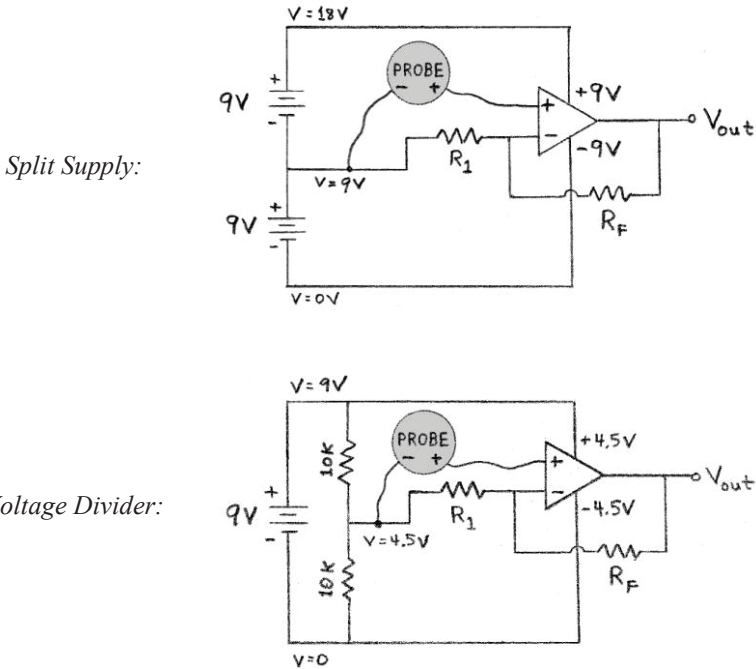 V = 18V
PROBE
- +
+
9V
-
+
-
+9V
-9V
Vout
Split Supply:
V=9V
R1
RF
+
9V
-
V=0V
V= 9V
PROBE
- +
10K
+
-
+4.5V
-4.5V
Vout
oltage Divider:
+
9V
-
V=4.5V
R1
RF
10K
V=0